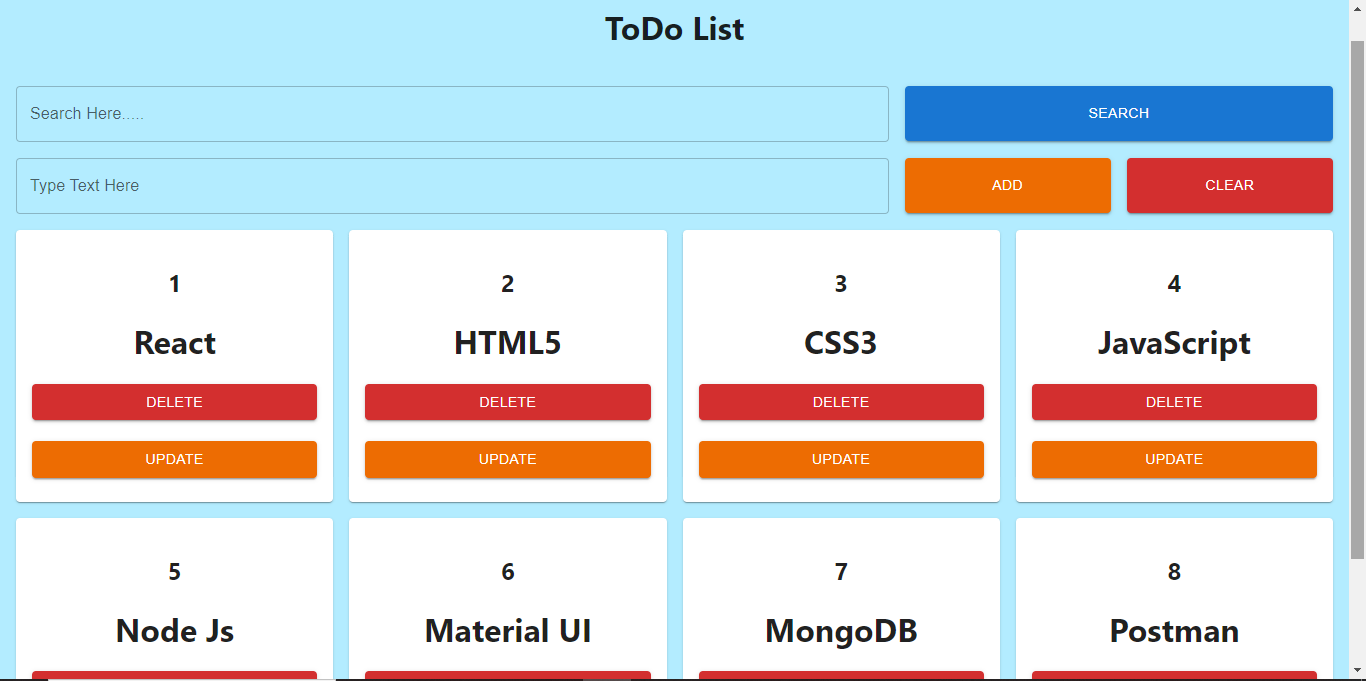 ToDo List
Search Here.....
SEARCH
Type Text Here
ADD
CLEAR
1
2
3
4
React
HTML5
CSS3
JavaScript
DELETE
DELETE
DELETE
DELETE
UPDATE
UPDATE
UPDATE
UPDATE
5
6
7
8
Node Js
Material UI
MongoDB
Postman